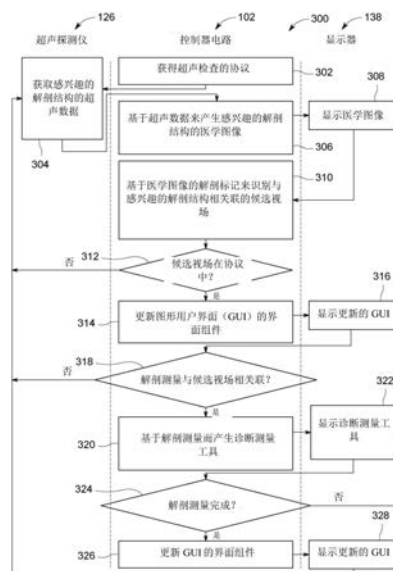 126
102
300
138
超声探测仪
控制器电路
显示器
获得超声检查的协议
302
获取感兴趣的
解剖结构的超
声数据
304
基于超声数据来产生感兴趣的解剖
结构的医学图像
306
308
显示医学图像
310
基于医学图像的解剖标记来识别与
感兴趣的解剖结构相关联的候选视
场
312
候选视场在协议
中?
否
是
314
更新图形用户界面（GUI）的界
面组件
316
显示更新的 GUI
318
解剖测量与候选视场相关联?
否
是
320
基于解剖测量而产生诊断测量
工具
322
显示诊断测量工
具
324
解剖测量完成?
否
是
326
更新 GUI 的界面组件
328
显示更新的 GUI